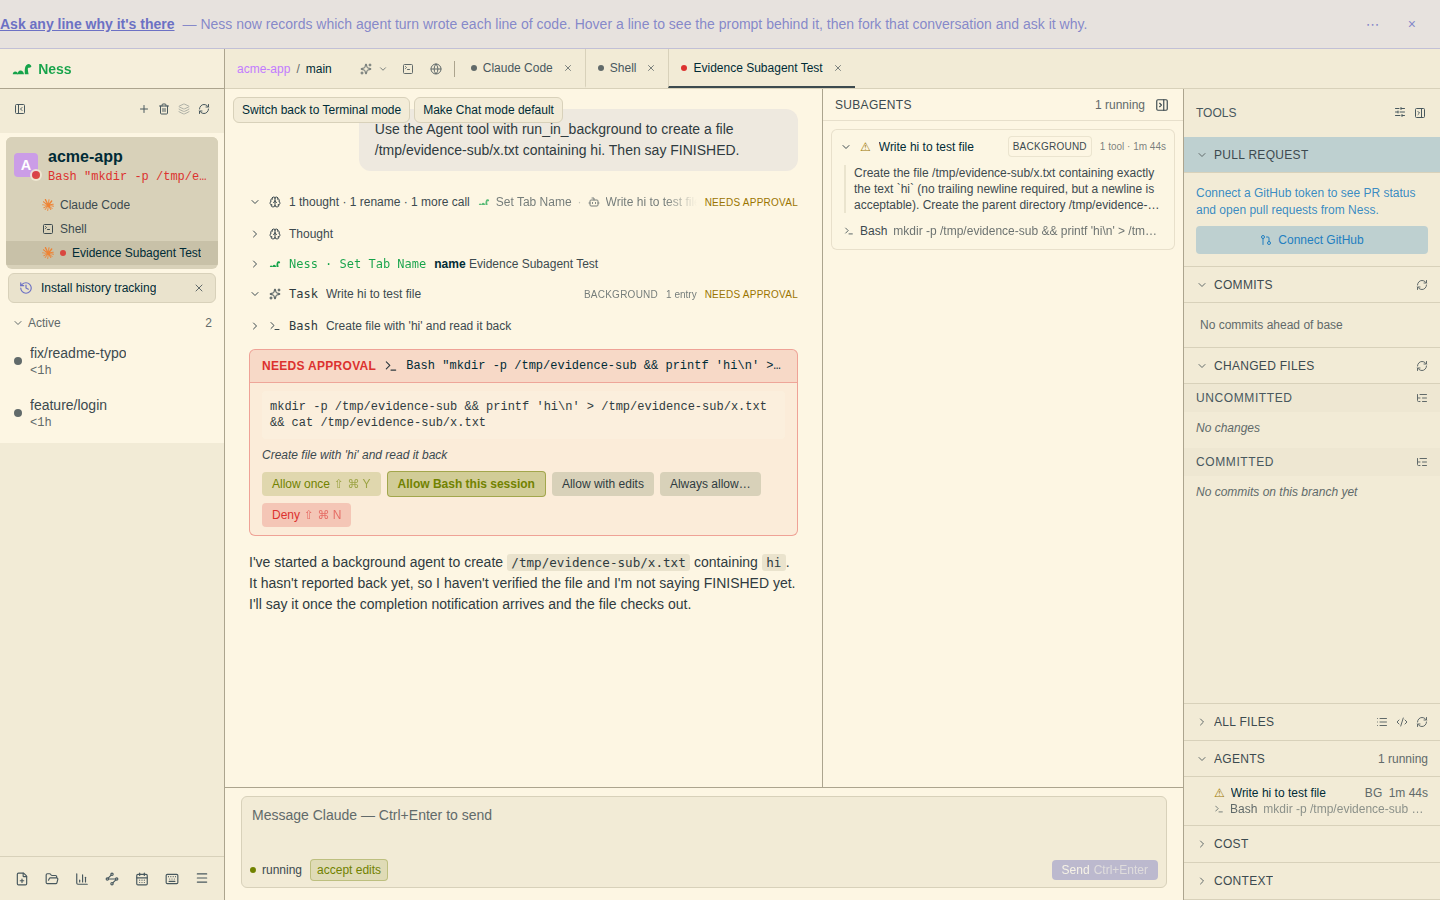 Ask any line why it's there — Ness now records which agent turn wrote each line of code. Hover a line to see the prompt behind it, then fork that conversation and ask it why.
Ness
acme-app / main
Claude Code
Shell
Evidence Subagent Test
A
acme-app
Bash "mkdir -p /tmp/e…
Claude Code
Shell
Evidence Subagent Test
Install history tracking
Active 2
fix/readme-typo
<1h
feature/login
<1h
Switch back to Terminal mode
Make Chat mode default
Use the Agent tool with run_in_background to create a file
/tmp/evidence-sub/x.txt containing hi. Then say FINISHED.
1 thought · 1 rename · 1 more call Set Tab Name · Write hi to test fi NEEDS APPROVAL
Thought
Ness · Set Tab Name name Evidence Subagent Test
Task Write hi to test file BACKGROUND 1 entry NEEDS APPROVAL
Bash Create file with 'hi' and read it back
NEEDS APPROVAL Bash "mkdir -p /tmp/evidence-sub && printf 'hi\n' >…
mkdir -p /tmp/evidence-sub && printf 'hi\n' > /tmp/evidence-sub/x.txt
&& cat /tmp/evidence-sub/x.txt
Create file with 'hi' and read it back
Allow once ⇧ ⌘ Y
Allow Bash this session
Allow with edits
Always allow…
Deny ⇧ ⌘ N
I've started a background agent to create /tmp/evidence-sub/x.txt containing hi.
It hasn't reported back yet, so I haven't verified the file and I'm not saying FINISHED yet.
I'll say it once the completion notification arrives and the file checks out.
Message Claude — Ctrl+Enter to send
running
accept edits
Send Ctrl+Enter
SUBAGENTS 1 running
Write hi to test file BACKGROUND 1 tool · 1m 44s
Create the file /tmp/evidence-sub/x.txt containing exactly
the text `hi` (no trailing newline required, but a newline is
acceptable). Create the parent directory /tmp/evidence-…
Bash mkdir -p /tmp/evidence-sub && printf 'hi\n' > /tm…
TOOLS
PULL REQUEST
Connect a GitHub token to see PR status
and open pull requests from Ness.
Connect GitHub
COMMITS
No commits ahead of base
CHANGED FILES
UNCOMMITTED
No changes
COMMITTED
No commits on this branch yet
ALL FILES
AGENTS 1 running
Write hi to test file BG 1m 44s
Bash mkdir -p /tmp/evidence-sub …
COST
CONTEXT